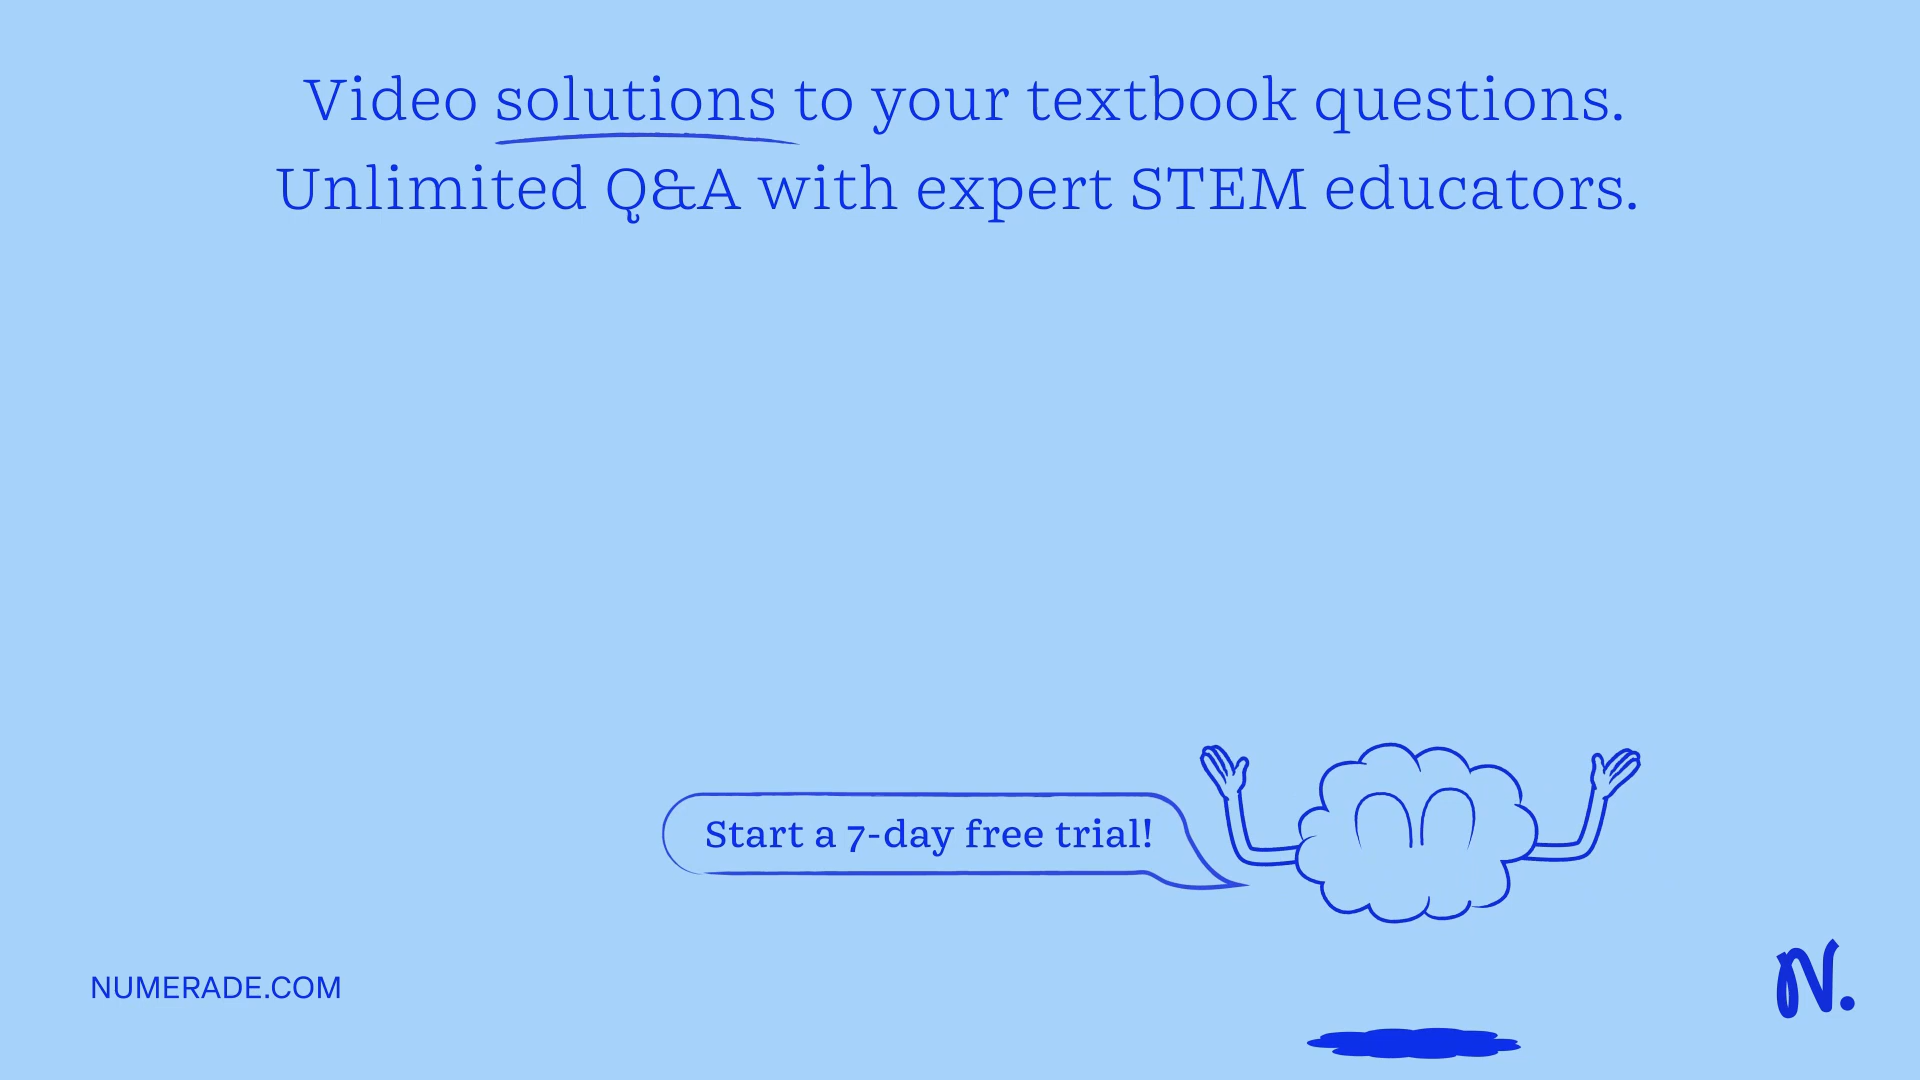 Video solutions to your textbook questions.
Unlimited Q&A with expert STEM educators.
Start a 7-day free trial!
NUMERADE.COM
N.